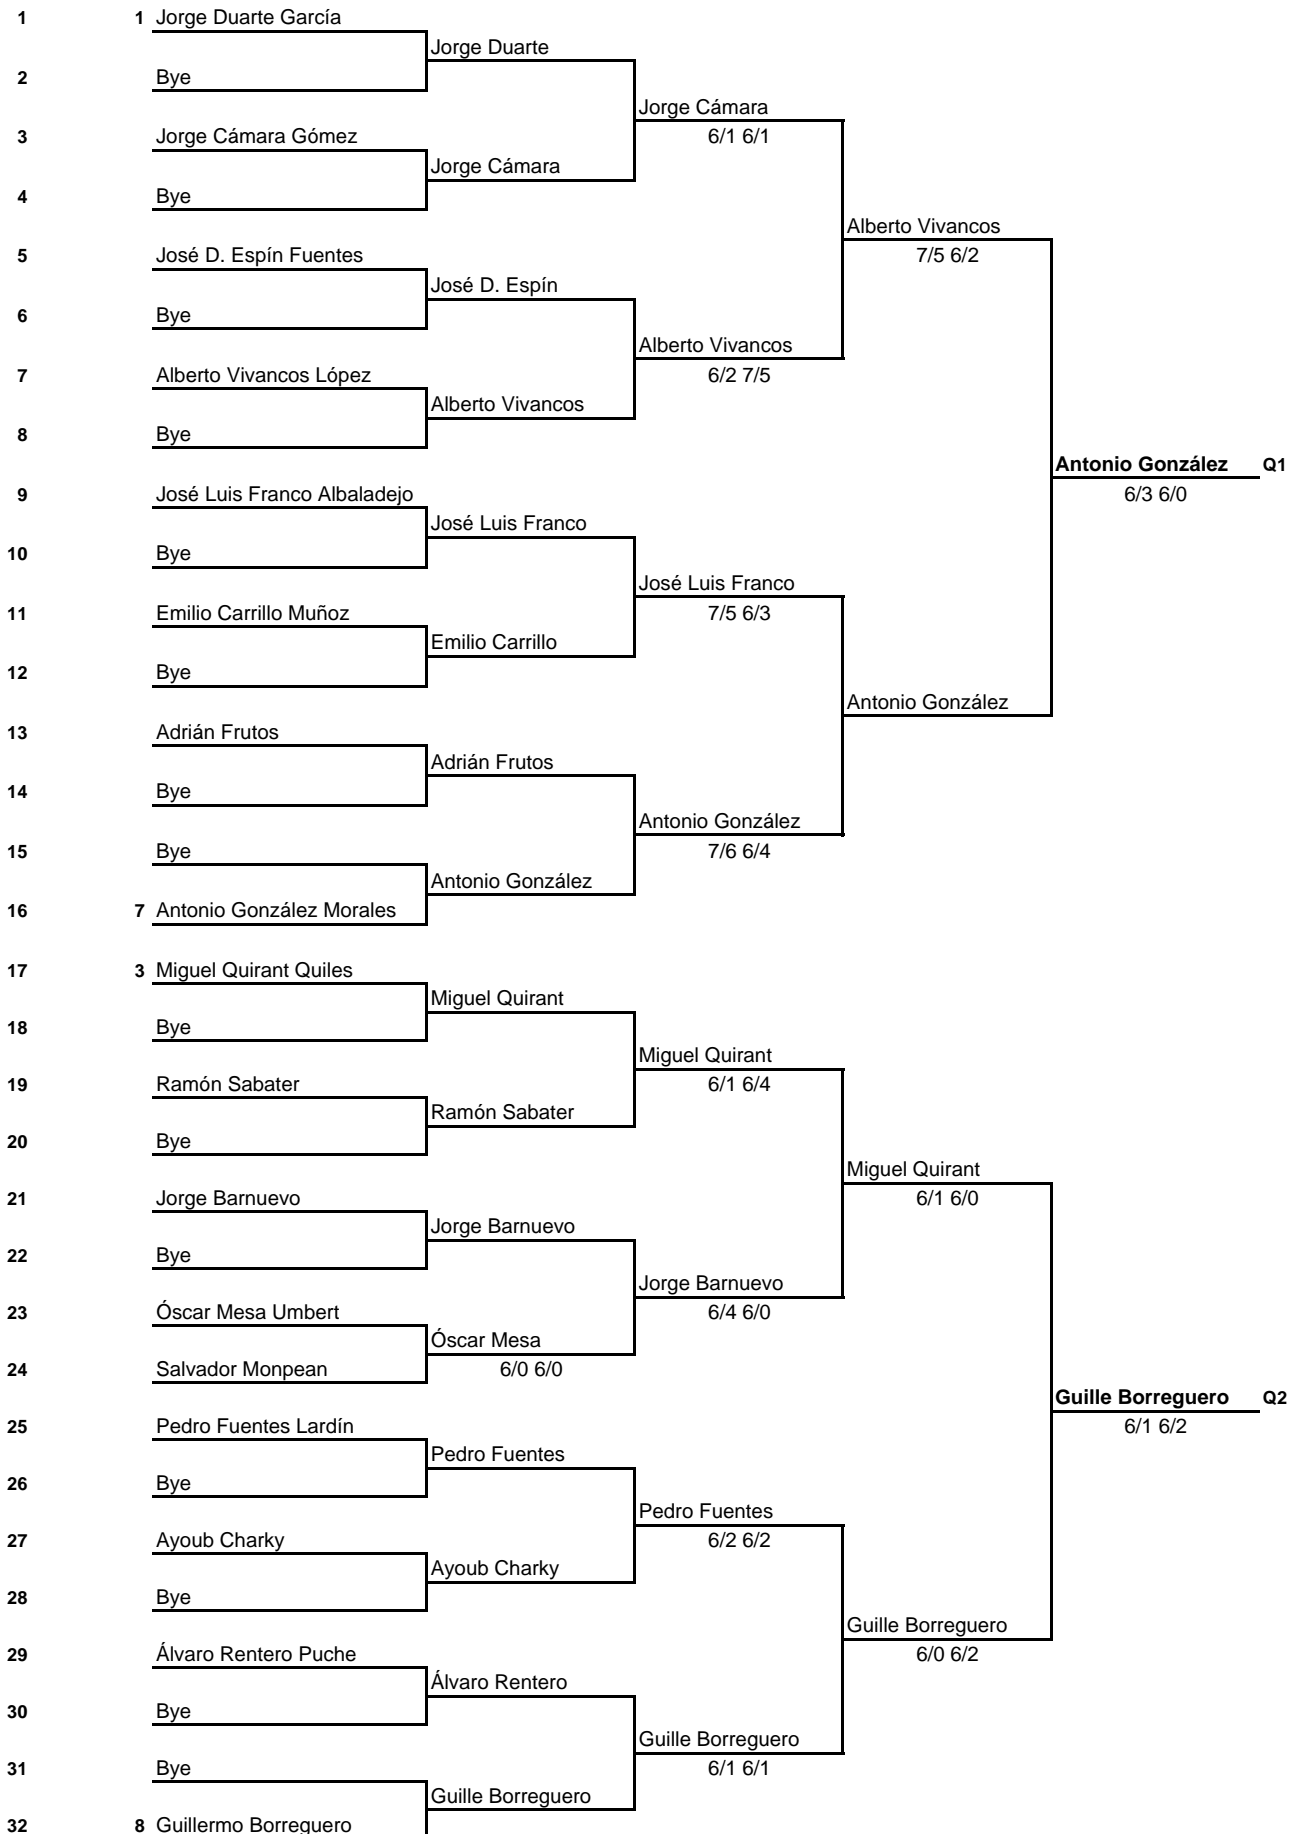 1 1 Jorge Duarte García
Jorge Duarte
2 Bye
Jorge Cámara
3 Jorge Cámara Gómez 6/1 6/1
Jorge Cámara
4 Bye
Alberto Vivancos
5 José D. Espín Fuentes 7/5 6/2
José D. Espín
6 Bye
Alberto Vivancos
7 Alberto Vivancos López 6/2 7/5
Alberto Vivancos
8 Bye
Antonio González Q1
9 José Luis Franco Albaladejo 6/3 6/0
José Luis Franco
10 Bye
José Luis Franco
11 Emilio Carrillo Muñoz 7/5 6/3
Emilio Carrillo
12 Bye
Antonio González
13 Adrián Frutos
Adrián Frutos
14 Bye
Antonio González
15 Bye 7/6 6/4
Antonio González
16 7 Antonio González Morales
17 3 Miguel Quirant Quiles
Miguel Quirant
18 Bye
Miguel Quirant
19 Ramón Sabater 6/1 6/4
Ramón Sabater
20 Bye
Miguel Quirant
21 Jorge Barnuevo 6/1 6/0
Jorge Barnuevo
22 Bye
Jorge Barnuevo
23 Óscar Mesa Umbert 6/4 6/0
Óscar Mesa
24 Salvador Monpean 6/0 6/0
Guille Borreguero Q2
25 Pedro Fuentes Lardín 6/1 6/2
Pedro Fuentes
26 Bye
Pedro Fuentes
27 Ayoub Charky 6/2 6/2
Ayoub Charky
28 Bye
Guille Borreguero
29 Álvaro Rentero Puche 6/0 6/2
Álvaro Rentero
30 Bye
Guille Borreguero
31 Bye 6/1 6/1
Guille Borreguero
32 8 Guillermo Borreguero